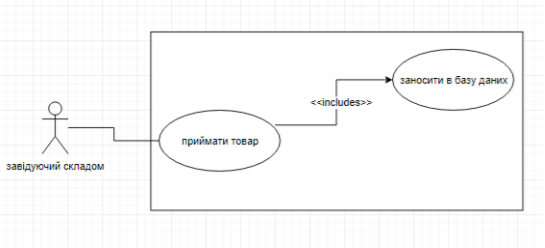 заносити в базу даних
<<includes>>
приймати товар
завідуючий складом